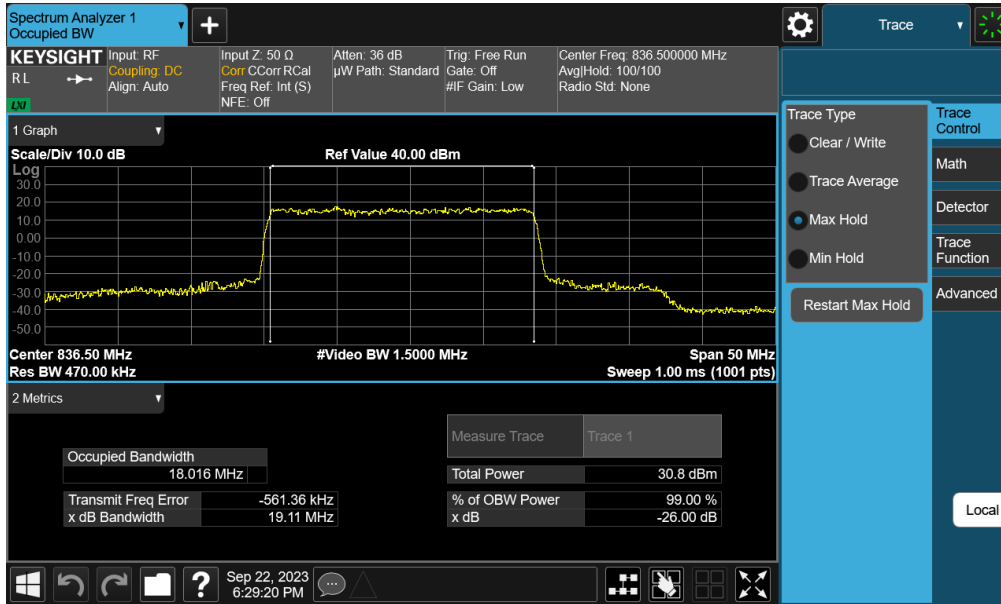 Spectrum Analyzer 1
Occupied BW
Trace
KEYSIGHT
R L
LXI
Input: RF
Coupling: DC
Align: Auto
Input Z: 50 Ω
Corr CCorr RCal
Freq Ref: Int (S)
NFE: Off
Atten: 36 dB
µW Path: Standard
Trig: Free Run
Gate: Off
#IF Gain: Low
Center Freq: 836.500000 MHz
Avg|Hold: 100/100
Radio Std: None
1 Graph
Scale/Div 10.0 dB
Ref Value 40.00 dBm
Log
30.0
20.0
10.0
0.00
-10.0
-20.0
-30.0
-40.0
-50.0
Center 836.50 MHz
#Video BW 1.5000 MHz
Span 50 MHz
Res BW 470.00 kHz
Sweep 1.00 ms (1001 pts)
2 Metrics
Measure Trace Trace 1
Occupied Bandwidth
18.016 MHz
Total Power 30.8 dBm
Transmit Freq Error -561.36 kHz
% of OBW Power 99.00 %
x dB Bandwidth 19.11 MHz
x dB -26.00 dB
Trace Type
Clear / Write
Trace Average
Max Hold
Min Hold
Restart Max Hold
Trace
Control
Math
Detector
Trace
Function
Advanced
Local
Sep 22, 2023
6:29:20 PM